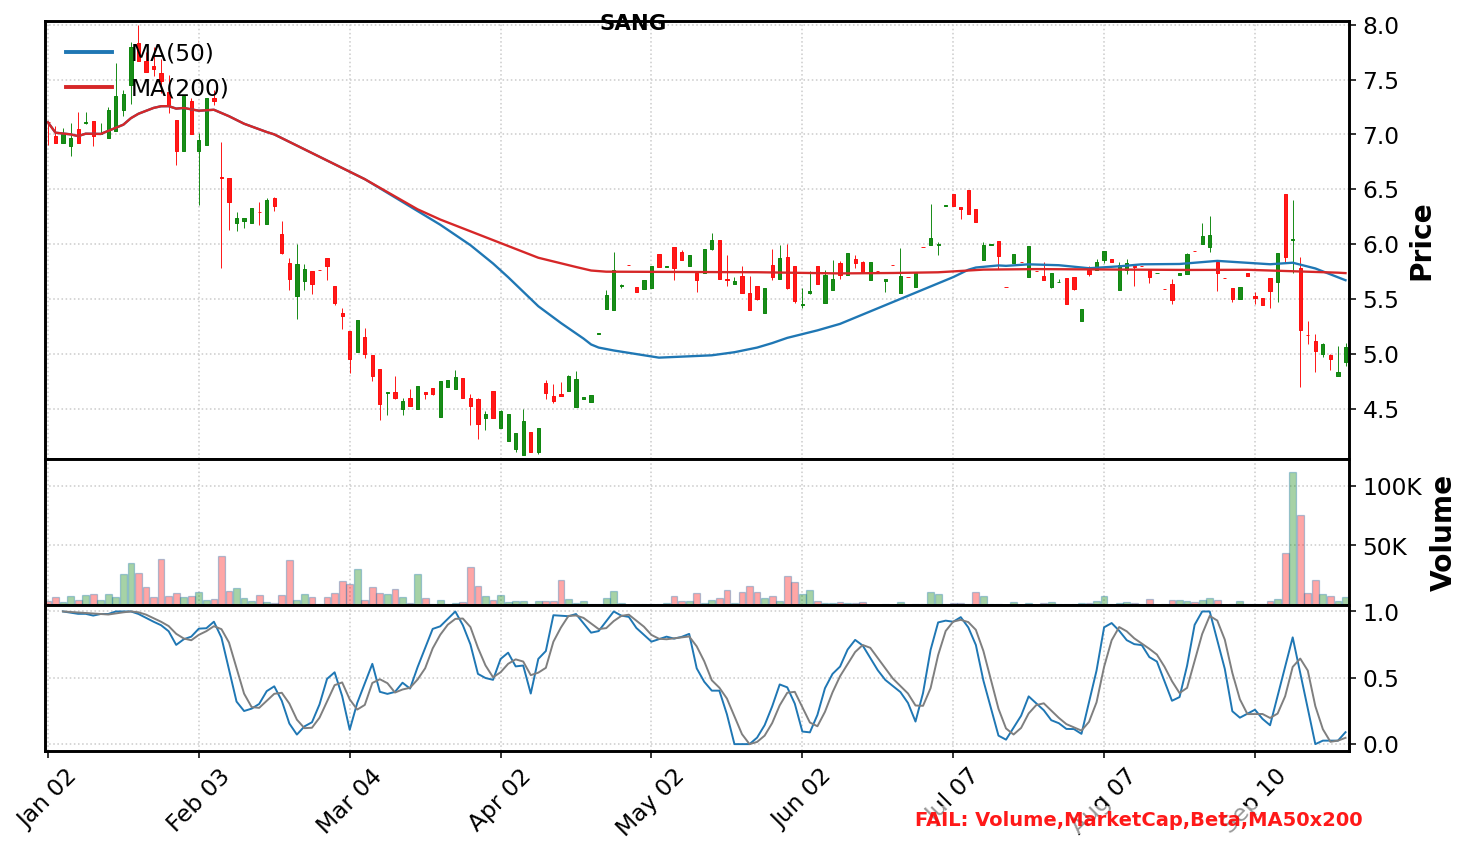 SANG
MA(50)
MA(200)
8.0
7.5
7.0
6.5
6.0
5.5
5.0
4.5
Price
100K
50K
Volume
1.0
0.5
0.0
Jan 02
Feb 03
Mar 04
Apr 02
May 02
Jun 02
Jul 07
Aug 07
Sep 10
FAIL: Volume,MarketCap,Beta,MA50x200